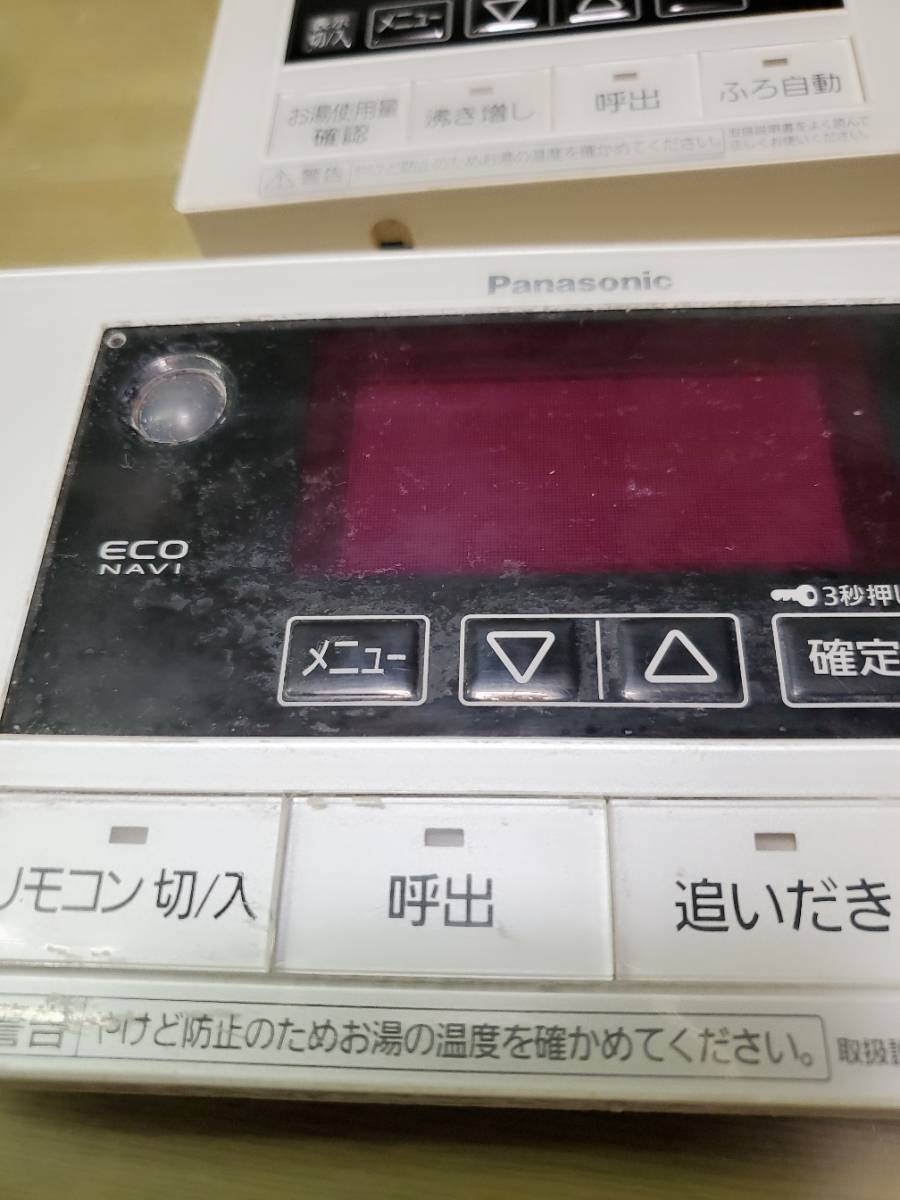 表示
切/入
メニュー
お湯使用量
確認
沸き増し
呼出
ふろ自動
警告
やけど防止のためお湯の温度を確かめてください。
取扱説明書をよく読んで
正しくお使いください。
Panasonic
ECO
NAVI
3秒押し
メニュー
確定
リモコン 切/入
呼出
追いだき
警告
やけど防止のためお湯の温度を確かめてください。
取扱説